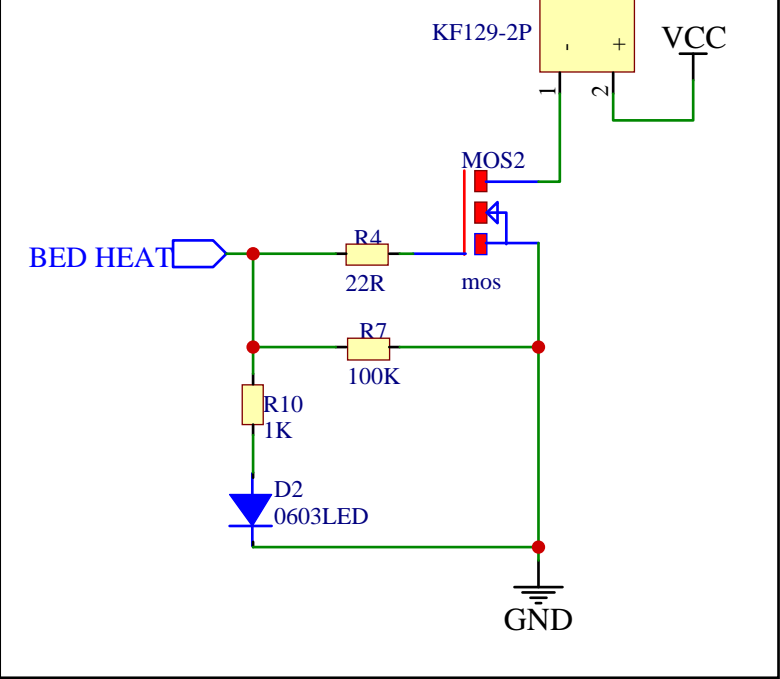 KF129-2P
- +
VCC
1
2
MOS2
R4
BED HEAT
22R
mos
R7
100K
R10
1K
D2
0603LED
GND